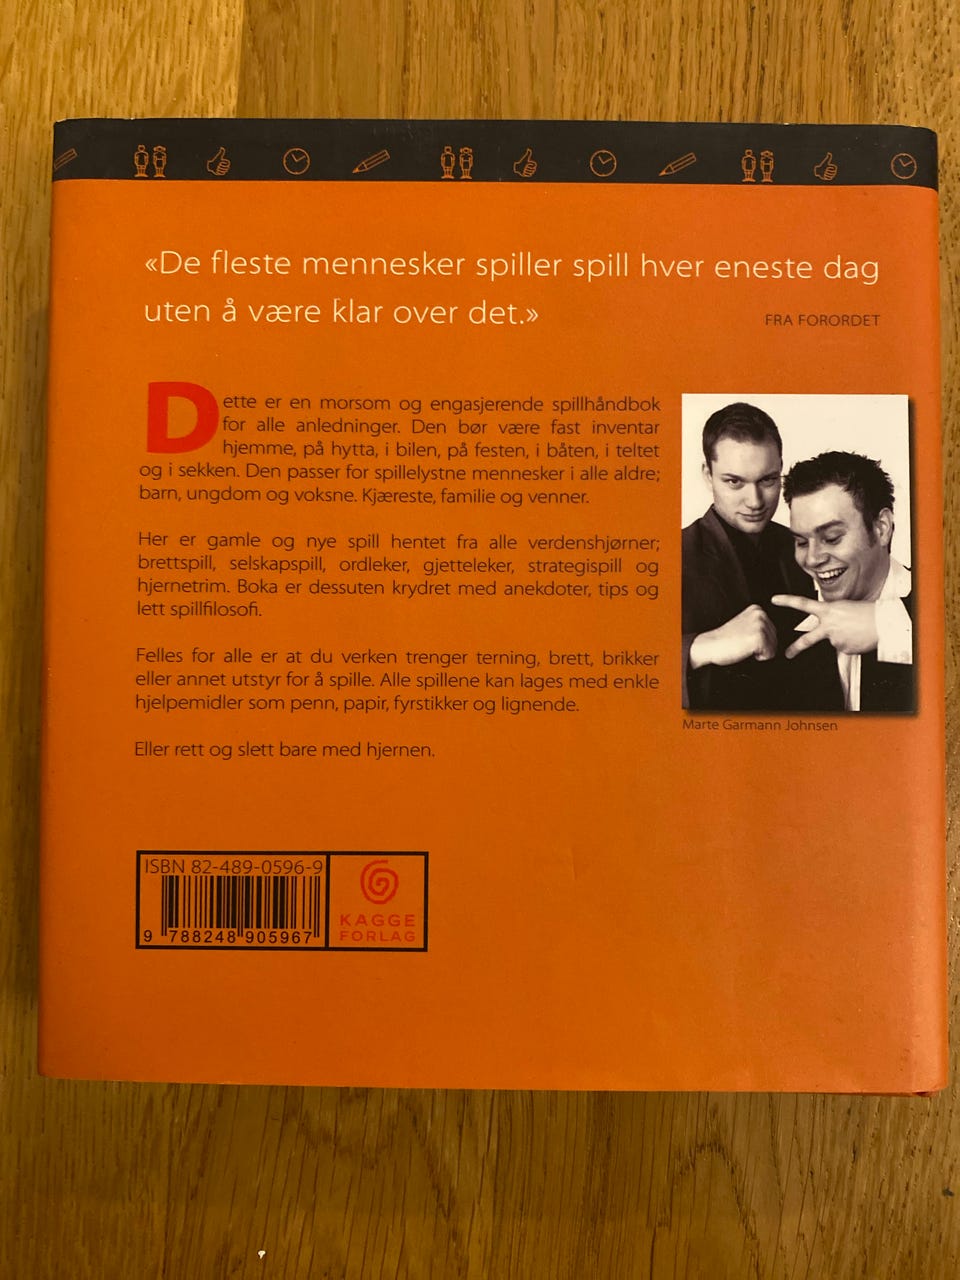 «De fleste mennesker spiller spill hver eneste dag
uten å være klar over det.»
FRA FORORDET
Dette er en morsom og engasjerende spillhåndbok
for alle anledninger. Den bør være fast inventar
hjemme, på hytta, i bilen, på festen, i båten, i teltet
og i sekken. Den passer for spillelystne mennesker i alle aldre;
barn, ungdom og voksne. Kjæreste, familie og venner.
Her er gamle og nye spill hentet fra alle verdenshjørner;
brettspill, selskapspill, ordleker, gjetteleker, strategispill og
hjernetrim. Boka er dessuten krydret med anekdoter, tips og
lett spillfilosofi.
Felles for alle er at du verken trenger terning, brett, brikker
eller annet utstyr for å spille. Alle spillene kan lages med enkle
hjelpemidler som penn, papir, fyrstikker og lignende.
Eller rett og slett bare med hjernen.
Marte Garmann Johnsen
ISBN 82-489-0596-9
9 788248 905967
KAGGE
FORLAG